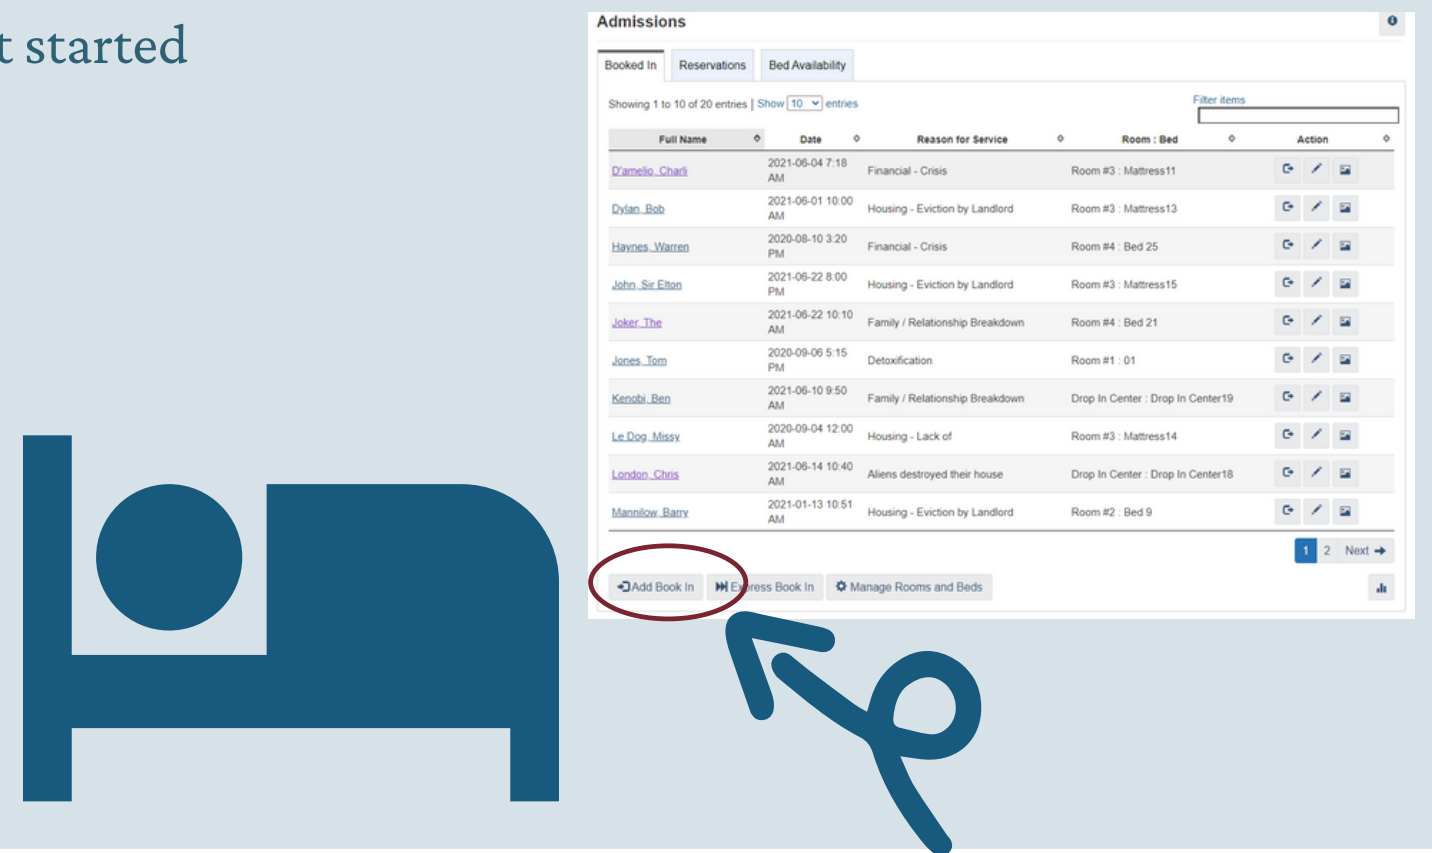 t started
Admissions
Booked In Reservations Bed Availability
Showing 1 to 10 of 20 entries | Show 10 entries
Filter items
Full Name Date Reason for Service Room : Bed Action
D'amelio, Charli 2021-06-04 7:18 AM Financial - Crisis Room #3 : Mattress11
Dylan, Bob 2021-06-01 10:00 AM Housing - Eviction by Landlord Room #3 : Mattress13
Haynes, Warren 2020-08-10 3:20 PM Financial - Crisis Room #4 : Bed 25
John, Sir Elton 2021-06-22 8:00 PM Housing - Eviction by Landlord Room #3 : Mattress15
Joker, The 2021-06-22 10:10 AM Family / Relationship Breakdown Room #4 : Bed 21
Jones, Tom 2020-09-06 5:15 PM Detoxification Room #1 : 01
Kenobi, Ben 2021-06-10 9:50 AM Family / Relationship Breakdown Drop In Center : Drop In Center19
Le Dog, Missy 2020-09-04 12:00 AM Housing - Lack of Room #3 : Mattress14
London, Chris 2021-06-14 10:40 AM Aliens destroyed their house Drop In Center : Drop In Center18
Mannilow, Barry 2021-01-13 10:51 AM Housing - Eviction by Landlord Room #2 : Bed 9
1 2 Next
Add Book In Express Book In Manage Rooms and Beds